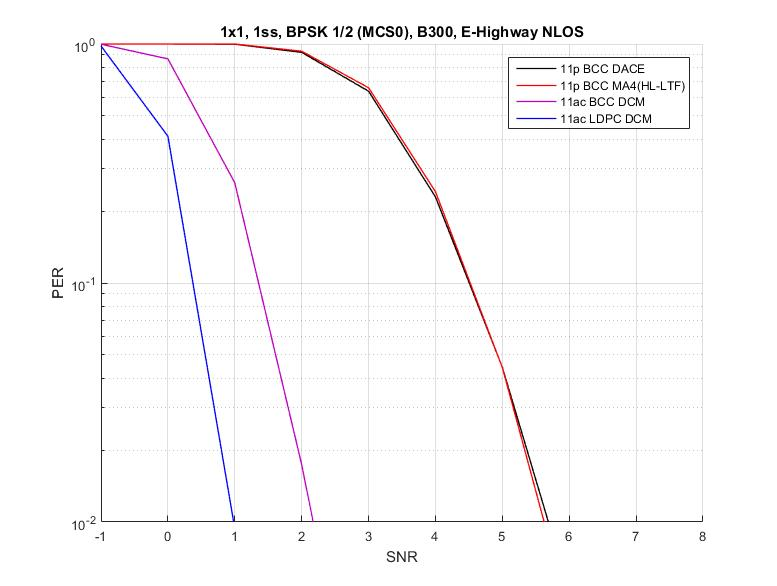 1x1, 1ss, BPSK 1/2 (MCS0), B300, E-Highway NLOS
11p BCC DACE
11p BCC MA4(HL-LTF)
11ac BCC DCM
11ac LDPC DCM
10^0
10^-1
10^-2
PER
-1 0 1 2 3 4 5 6 7 8
SNR